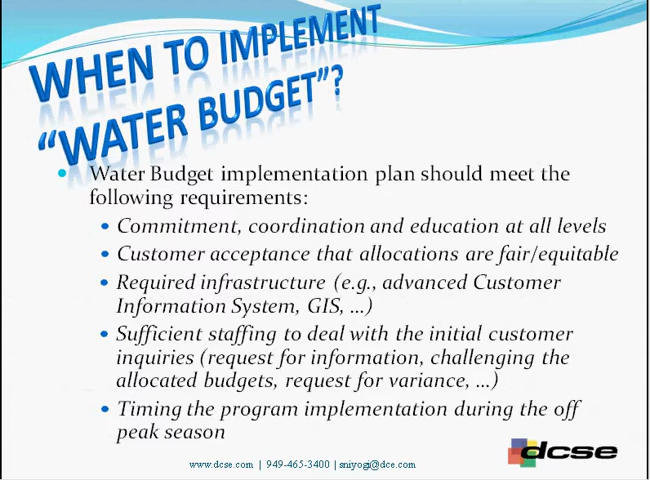 WHEN TO IMPLEMENT
“WATER BUDGET”?
• Water Budget implementation plan should meet the
following requirements:
• Commitment, coordination and education at all levels
• Customer acceptance that allocations are fair/equitable
• Required infrastructure (e.g., advanced Customer
Information System, GIS, ...)
• Sufficient staffing to deal with the initial customer
inquiries (request for information, challenging the
allocated budgets, request for variance, ...)
• Timing the program implementation during the off
peak season
dcse
www.dcse.com | 949-465-3400 | sniyogi@dce.com